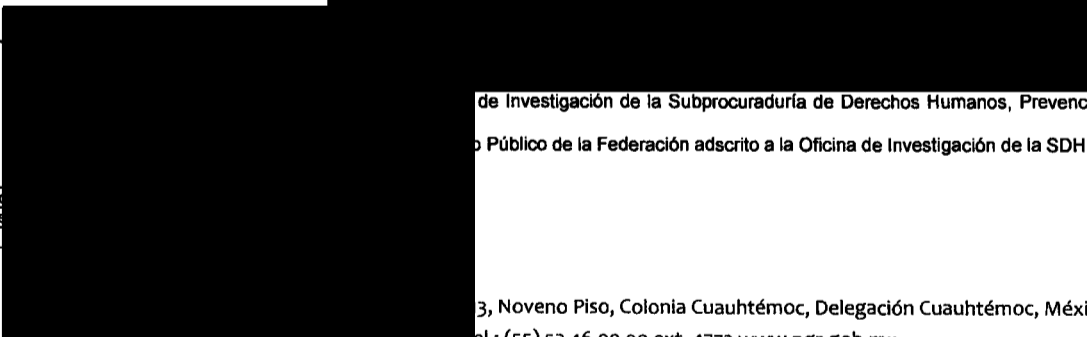 de Investigación de la Subprocuraduría de Derechos Humanos, Prevenc
Público de la Federación adscrito a la Oficina de Investigación de la SDH
3, Noveno Piso, Colonia Cuauhtémoc, Delegación Cuauhtémoc, Méxi